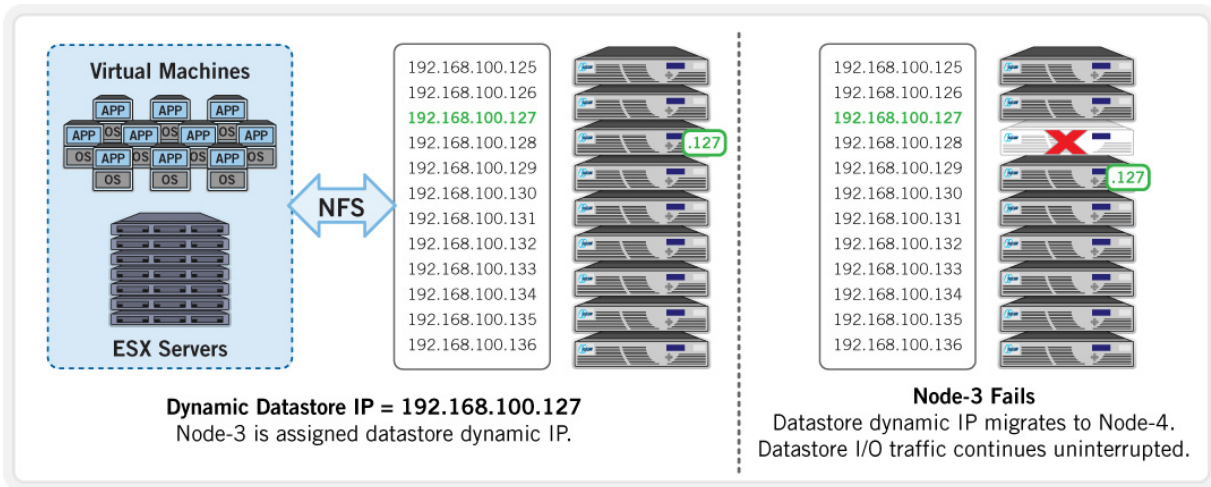 Virtual Machines
APP APP APP
APP OS APP OS APP OS APP
OS APP OS APP OS APP OS
OS OS OS
ESX Servers
NFS
192.168.100.125
192.168.100.126
192.168.100.127
192.168.100.128
192.168.100.129
192.168.100.130
192.168.100.131
192.168.100.132
192.168.100.133
192.168.100.134
192.168.100.135
192.168.100.136
.127
Dynamic Datastore IP = 192.168.100.127
Node-3 is assigned datastore dynamic IP.
192.168.100.125
192.168.100.126
192.168.100.127
192.168.100.128
192.168.100.129
192.168.100.130
192.168.100.131
192.168.100.132
192.168.100.133
192.168.100.134
192.168.100.135
192.168.100.136
.127
Node-3 Fails
Datastore dynamic IP migrates to Node-4.
Datastore I/O traffic continues uninterrupted.